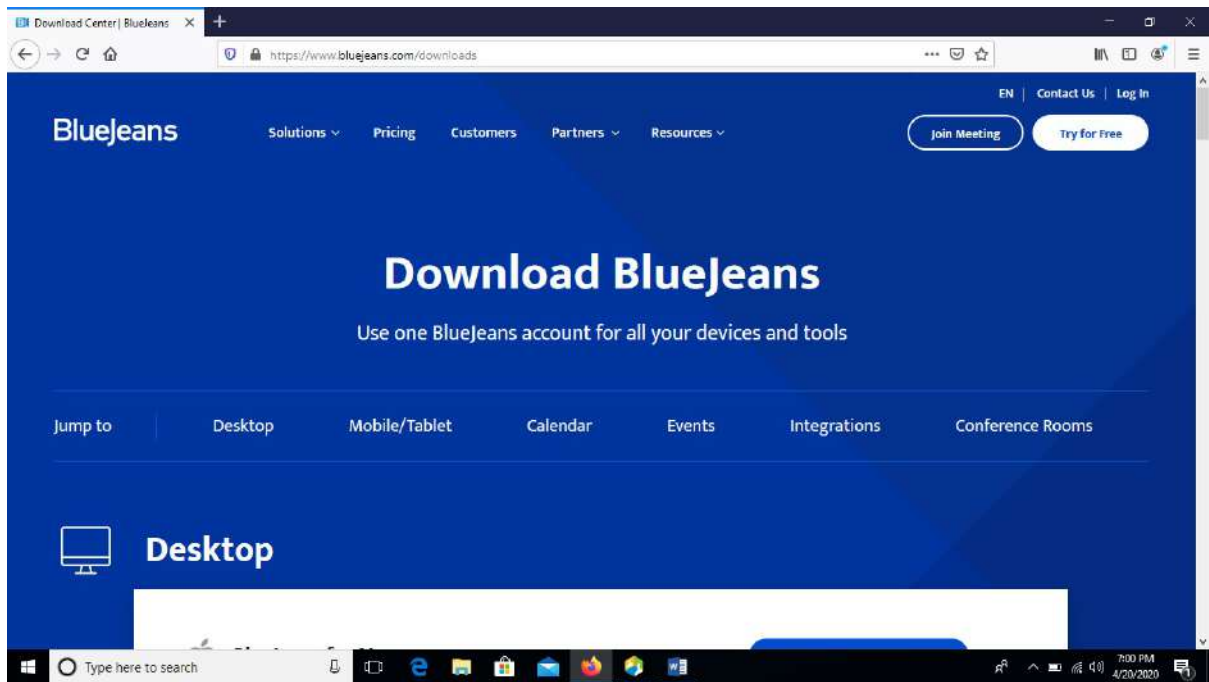 Download Center | BlueJeans
https://www.bluejeans.com/downloads
EN | Contact Us | Log In
BlueJeans Solutions Pricing Customers Partners Resources Join Meeting Try for Free
Download BlueJeans
Use one BlueJeans account for all your devices and tools
Jump to Desktop Mobile/Tablet Calendar Events Integrations Conference Rooms
Desktop
Type here to search
7:00 PM
4/20/2020